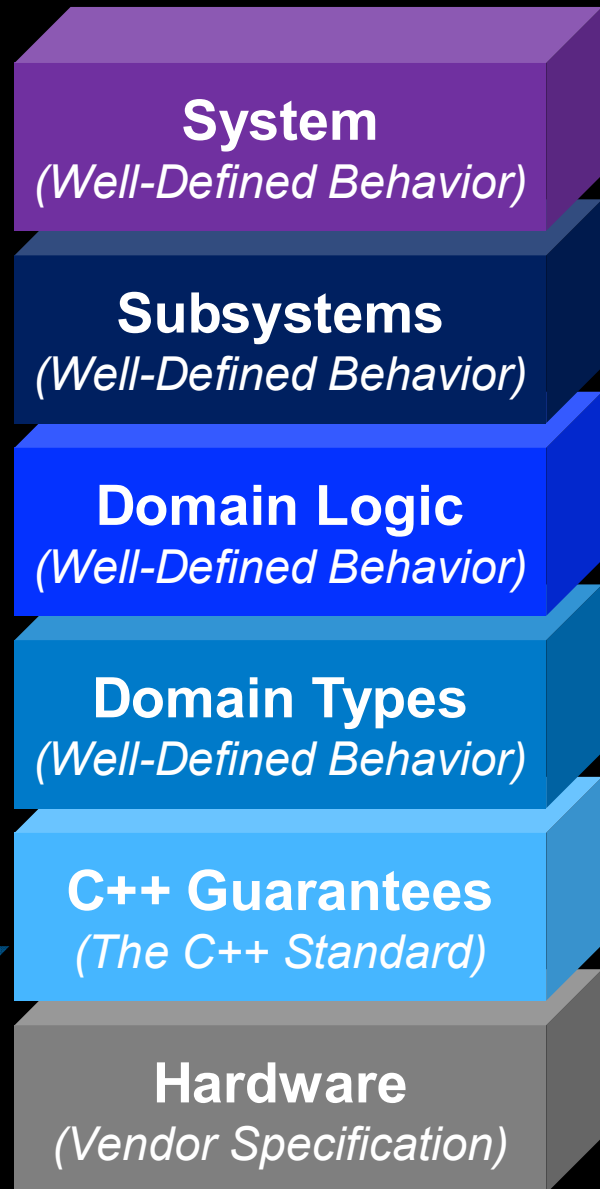 System
(Well-Defined Behavior)
Subsystems
(Well-Defined Behavior)
Domain Logic
(Well-Defined Behavior)
Domain Types
(Well-Defined Behavior)
C++ Guarantees
(The C++ Standard)
Hardware
(Vendor Specification)